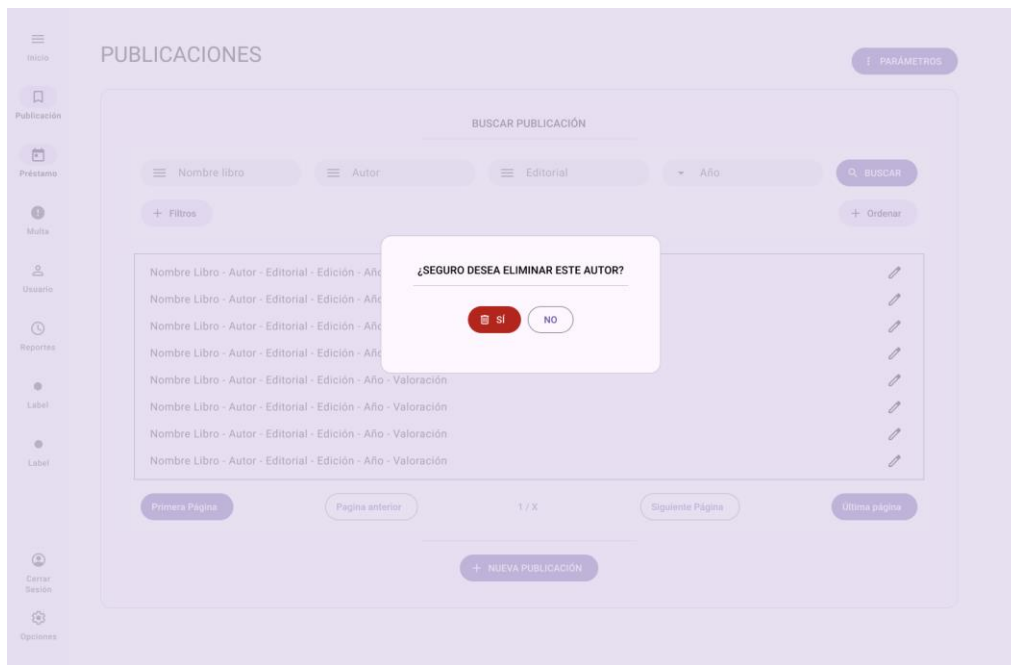 Inicio
Publicación
Préstamo
Multa
Usuario
Reportes
Label
Label
Cerrar
Sesión
Opciones
PUBLICACIONES
PARÁMETROS
BUSCAR PUBLICACIÓN
Nombre libro Autor Editorial Año BUSCAR
+ Filtros + Ordenar
¿SEGURO DESEA ELIMINAR ESTE AUTOR?
SÍ NO
Nombre Libro - Autor - Editorial - Edición - Año
Nombre Libro - Autor - Editorial - Edición - Año
Nombre Libro - Autor - Editorial - Edición - Año
Nombre Libro - Autor - Editorial - Edición - Año
Nombre Libro - Autor - Editorial - Edición - Año - Valoración
Nombre Libro - Autor - Editorial - Edición - Año - Valoración
Nombre Libro - Autor - Editorial - Edición - Año - Valoración
Nombre Libro - Autor - Editorial - Edición - Año - Valoración
Primera Página Pagina anterior 1 / X Siguiente Página Última página
+ NUEVA PUBLICACIÓN